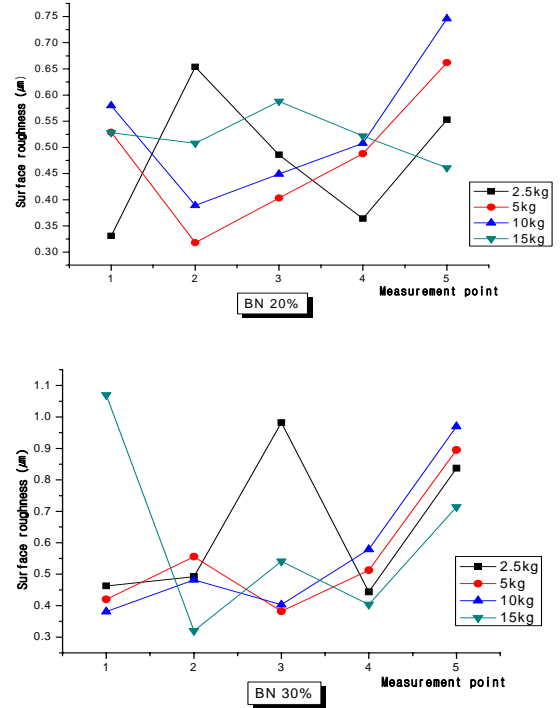 Surface roughness (㎛)
0.75
0.70
0.65
0.60
0.55
0.50
0.45
0.40
0.35
0.30
1 2 3 4 5
Measurement point
2.5kg
5kg
10kg
15kg
BN 20%
Surface roughness (㎛)
1.1
1.0
0.9
0.8
0.7
0.6
0.5
0.4
0.3
1 2 3 4 5
Measurement point
2.5kg
5kg
10kg
15kg
BN 30%